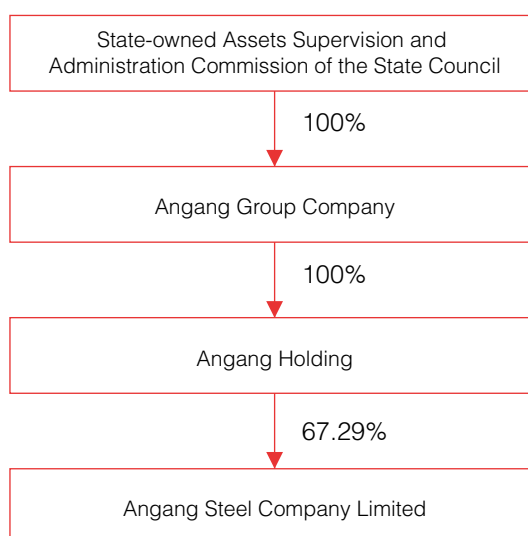 State-owned Assets Supervision and
Administration Commission of the State Council
100%
Angang Group Company
100%
Angang Holding
67.29%
Angang Steel Company Limited